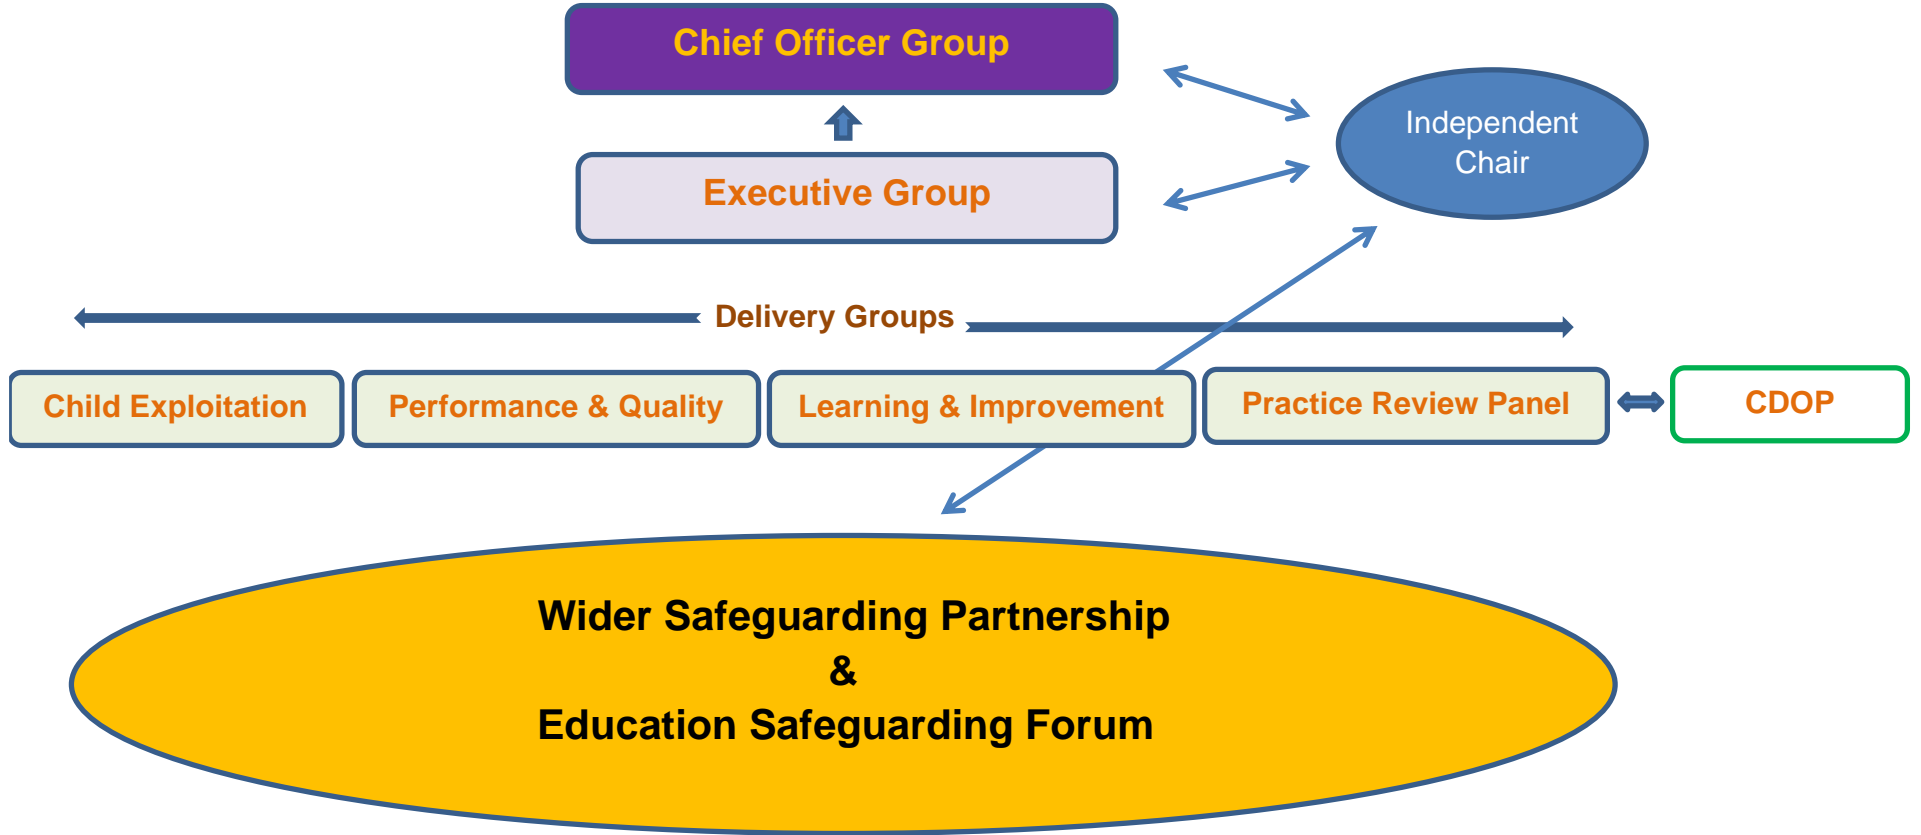 Chief Officer Group
Independent
Chair
Executive Group
Delivery Groups
Child Exploitation
Performance & Quality
Learning & Improvement
Practice Review Panel
CDOP
Wider Safeguarding Partnership
&
Education Safeguarding Forum